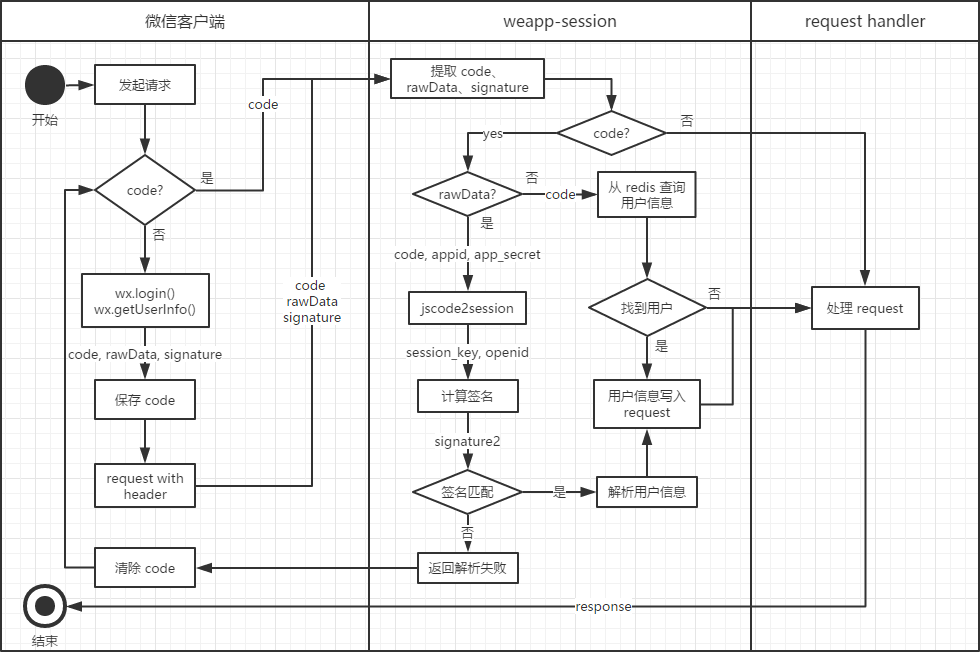 微信客户端
weapp-session
request handler
开始
发起请求
code
提取 code、
rawData、signature
code?
否
yes
code?
是
否
rawData?
否
code
是
从 redis 查询
用户信息
code, appid, app_secret
wx.login()
wx.getUserInfo()
code
rawData
signature
jscode2session
找到用户
否
是
处理 request
code, rawData, signature
session_key, openid
保存 code
计算签名
用户信息写入
request
signature2
request with
header
签名匹配
是
解析用户信息
否
清除 code
返回解析失败
response
结束